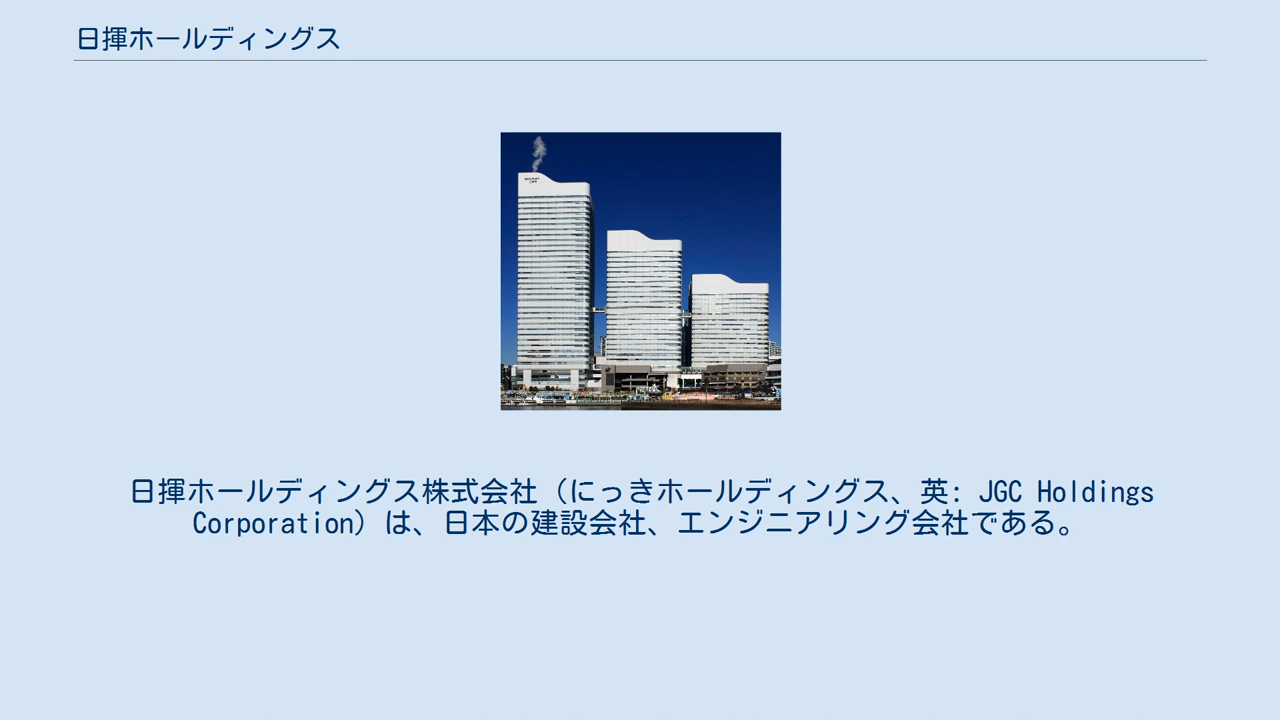 日揮ホールディングス
日揮ホールディングス株式会社（にっきホールディングス、英: JGC Holdings
Corporation）は、日本の建設会社、エンジニアリング会社である。